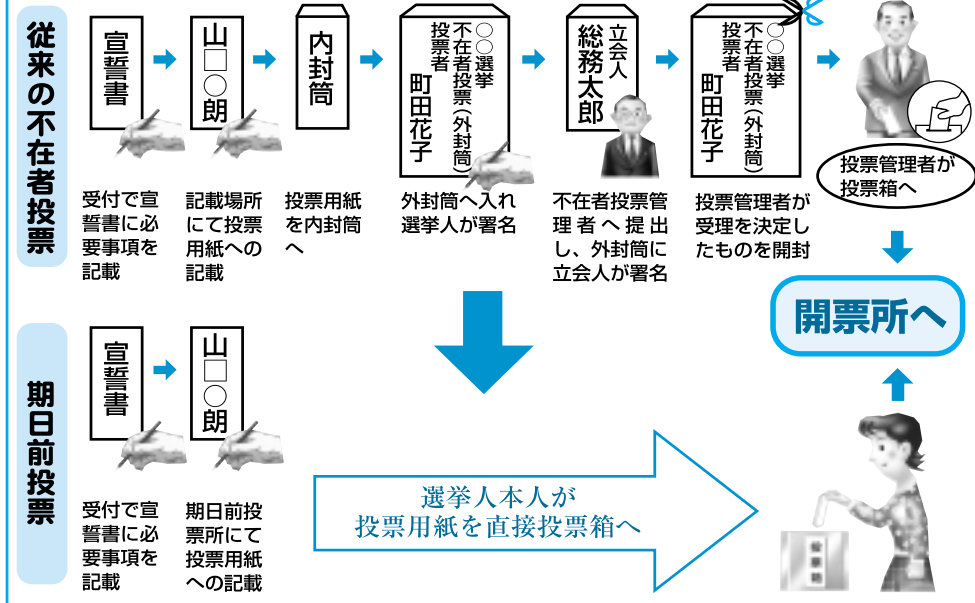 従来の不在者投票
宣誓書
山□○朗
内封筒
○○選挙
不在者投票（外封筒）
投票者
町田花子
立会人
総務太郎
○○選挙
不在者投票（外封筒）
投票者
町田花子
受付で宣
誓書に必
要事項を
記載
記載場所
にて投票
用紙への
記載
投票用紙
を内封筒
へ
外封筒へ入れ
選挙人が署名
不在者投票管
理者へ提出
し、外封筒に
立会人が署名
投票管理者が
受理を決定し
たものを開封
投票管理者が
投票箱へ
開票所へ
期日前投票
宣誓書
山□○朗
受付で宣
誓書に必
要事項を
記載
期日前投
票所にて
投票用紙
への記載
選挙人本人が
投票用紙を直接投票箱へ
投票箱